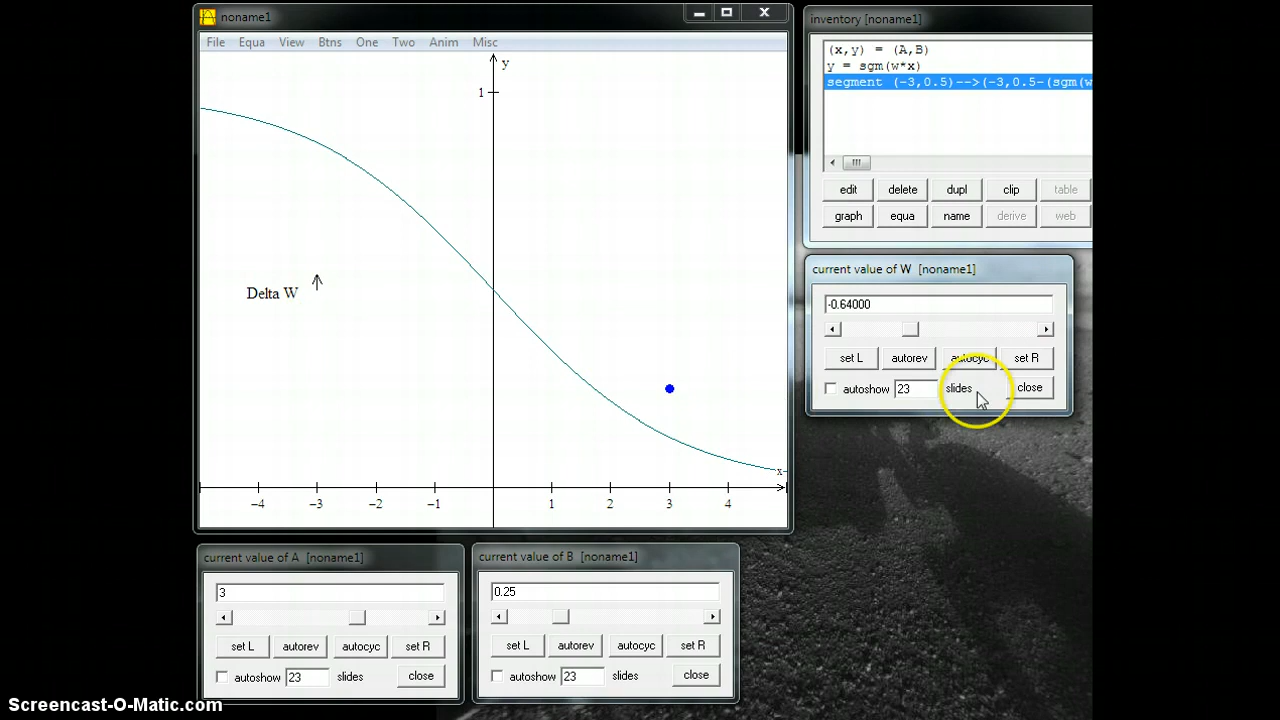 noname1
File Equa View Btns One Two Anim Misc
y
1
Delta W
x
−4 −3 −2 −1 1 2 3 4
inventory [noname1]
(x,y) = (A,B)
y = sgm(w*x)
segment (-3,0.5)-->(-3,0.5-(sgm(w
edit delete dupl clip table
graph equa name derive web
current value of W [noname1]
-0.64000
set L autorev autocyc set R
autoshow 23 slides close
current value of A [noname1]
3
set L autorev autocyc set R
autoshow 23 slides close
current value of B [noname1]
0.25
set L autorev autocyc set R
autoshow 23 slides close
Screencast-O-Matic.com